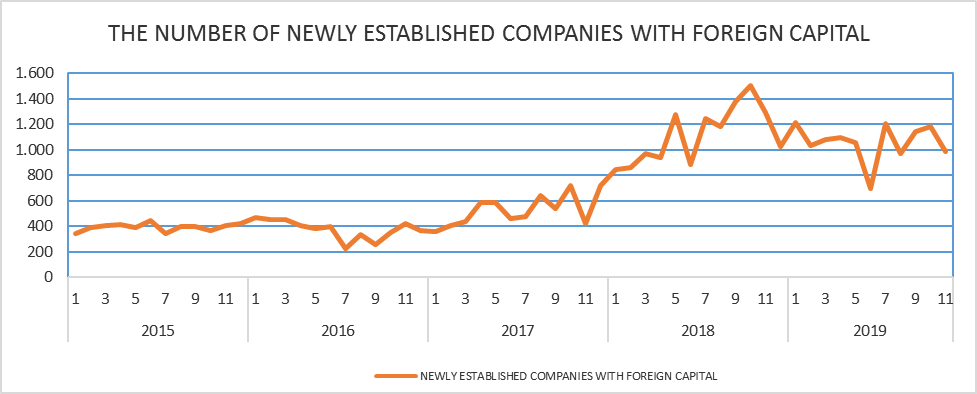 THE NUMBER OF NEWLY ESTABLISHED COMPANIES WITH FOREIGN CAPITAL
1.600
1.400
1.200
1.000
800
600
400
200
0
1 3 5 7 9 11 1 3 5 7 9 11 1 3 5 7 9 11 1 3 5 7 9 11 1 3 5 7 9 11
2015 2016 2017 2018 2019
NEWLY ESTABLISHED COMPANIES WITH FOREIGN CAPITAL